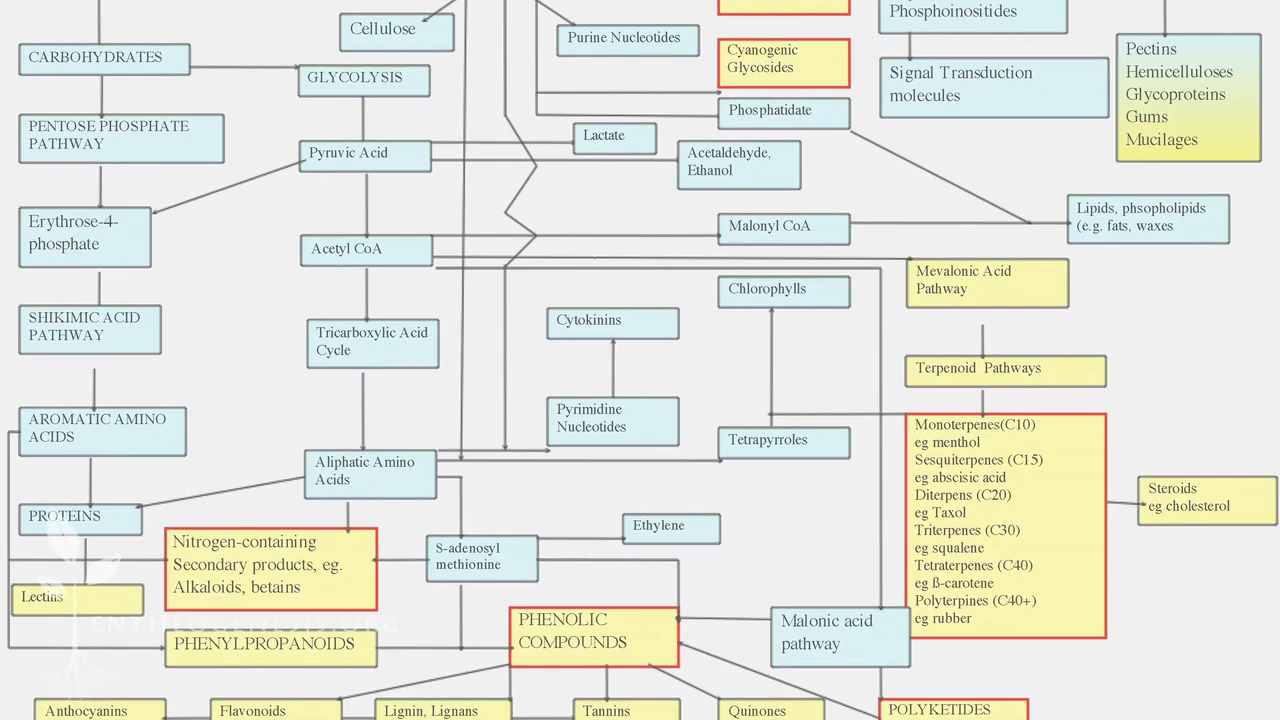 Phosphoinositides
Cellulose
Purine Nucleotides
Cyanogenic
Glycosides
Pectins
Hemicelluloses
Glycoproteins
Gums
Mucilages
CARBOHYDRATES
GLYCOLYSIS
Signal Transduction
molecules
Phosphatidate
PENTOSE PHOSPHATE
PATHWAY
Lactate
Pyruvic Acid
Acetaldehyde,
Ethanol
Erythrose-4-
phosphate
Malonyl CoA
Lipids, phsopholipids
(e.g. fats, waxes
Acetyl CoA
Mevalonic Acid
Pathway
Chlorophylls
SHIKIMIC ACID
PATHWAY
Cytokinins
Tricarboxylic Acid
Cycle
Terpenoid Pathways
AROMATIC AMINO
ACIDS
Pyrimidine
Nucleotides
Tetrapyrroles
Monoterpenes(C10)
eg menthol
Sesquiterpenes (C15)
eg abscisic acid
Diterpens (C20)
eg Taxol
Triterpenes (C30)
eg squalene
Tetraterpenes (C40)
eg ß-carotene
Polyterpines (C40+)
eg rubber
Aliphatic Amino
Acids
Steroids
eg cholesterol
PROTEINS
Ethylene
Nitrogen-containing
Secondary products, eg.
Alkaloids, betains
S-adenosyl
methionine
Lectins
ENTHEOGENESIS.ORG
PHENYLPROPANOIDS
PHENOLIC
COMPOUNDS
Malonic acid
pathway
Anthocyanins
Flavonoids
Lignin, Lignans
Tannins
Quinones
POLYKETIDES